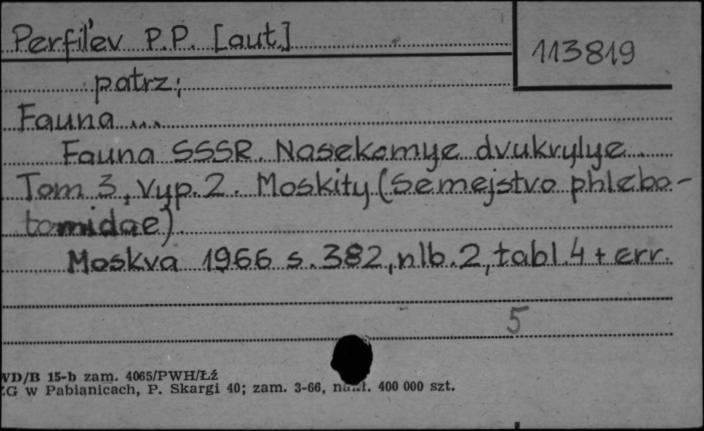 Perfil'ev P.P. [aut.]
113819
patrz:
Fauna ...
Fauna SSSR. Nasekomye dvukrylye.
Tom 3, Vyp. 2. Moskity (Semejstvo phlebo-
tomidae).
Moskva 1966 s. 382, nlb. 2, tabl. 4 + err.
5
WD/B 15-b zam. 4065/PWH/Łź
ZG w Pabianicach, P. Skargi 40; zam. 3-66, 400 000 szt.